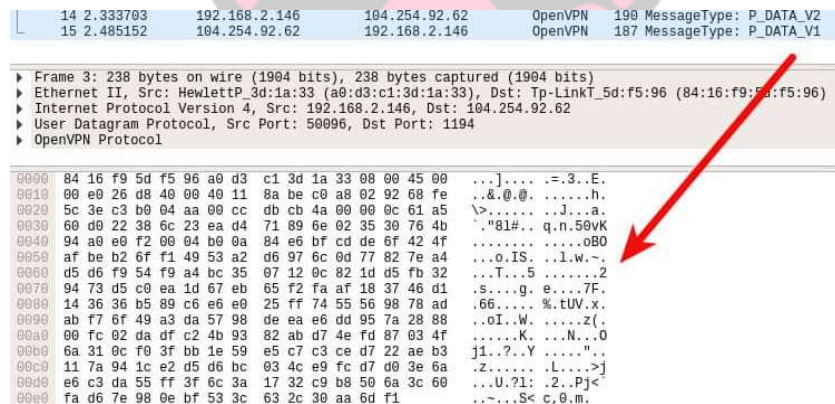 14 2.333703 192.168.2.146 104.254.92.62 OpenVPN 190 MessageType: P_DATA_V2
15 2.485152 104.254.92.62 192.168.2.146 OpenVPN 187 MessageType: P_DATA_V1
Frame 3: 238 bytes on wire (1904 bits), 238 bytes captured (1904 bits)
Ethernet II, Src: HewlettP_3d:1a:33 (a0:d3:c1:3d:1a:33), Dst: Tp-LinkT_5d:f5:96 (84:16:f9:5d:f5:96)
Internet Protocol Version 4, Src: 192.168.2.146, Dst: 104.254.92.62
User Datagram Protocol, Src Port: 50096, Dst Port: 1194
OpenVPN Protocol
0000 84 16 f9 5d f5 96 a0 d3 c1 3d 1a 33 08 00 45 00 ...].... .=.3..E.
0010 00 e0 26 d8 40 00 40 11 8a be c0 a8 02 92 68 fe ..&.@.@. ......h.
0020 5c 3e c3 b0 04 aa 00 cc db cb 4a 00 00 0c 61 a5 \>...... ..J...a.
0030 60 d0 22 38 6c 23 ea d4 71 89 6e 02 35 30 76 4b `."8l#.. q.n.50vK
0040 94 a0 e0 f2 00 04 b0 0a 84 e6 bf cd de 6f 42 4f ........ .....oBO
0050 af be b2 6f f1 49 53 a2 d6 97 6c 0d 77 82 7e a4 ...o.IS. ..l.w.~.
0060 d5 d6 f9 54 f9 a4 bc 35 07 12 0c 82 1d d5 fb 32 ...T...5 .......2
0070 94 73 d5 c0 ea 1d 67 eb 65 f2 fa af 18 37 46 d1 .s....g. e....7F.
0080 14 36 36 b5 89 c6 e6 e0 25 ff 74 55 56 98 78 ad .66..... %.tUV.x.
0090 ab f7 6f 49 a3 da 57 98 de ea e6 dd 95 7a 28 88 ..oI..W. .....z(.
00a0 00 fc 02 da df c2 4b 93 82 ab d7 4e fd 87 03 4f ......K. ...N...O
00b0 6a 31 0c f0 3f bb 1e 59 e5 c7 c3 ce d7 22 ae b3 j1..?..Y ....."..
00c0 11 7a 94 1c e2 d5 d6 bc 03 4c e9 fc d7 d0 3e 6a .z...... .L....>j
00d0 e6 c3 da 55 ff 3f 6c 3a 17 32 c9 b8 50 6a 3c 60 ...U.?l: .2..Pj<`
00e0 fa d6 7e 98 0e bf 53 3c 63 2c 30 aa 6d f1 ..~...S< c,0.m.